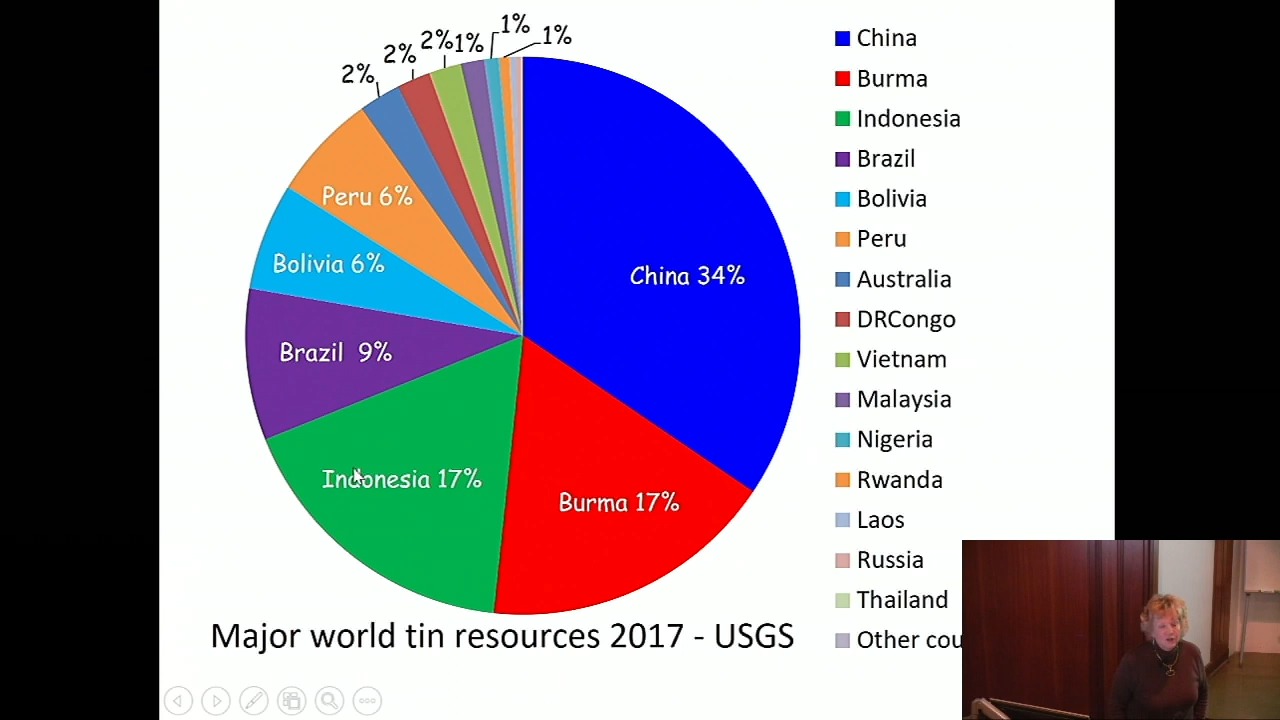 2%
2%
2%
1%
1%
1%
Peru 6%
China 34%
Bolivia 6%
Brazil 9%
Indonesia 17%
Burma 17%
China
Burma
Indonesia
Brazil
Bolivia
Peru
Australia
DRCongo
Vietnam
Malaysia
Nigeria
Rwanda
Laos
Russia
Thailand
Other cou
Major world tin resources 2017 - USGS